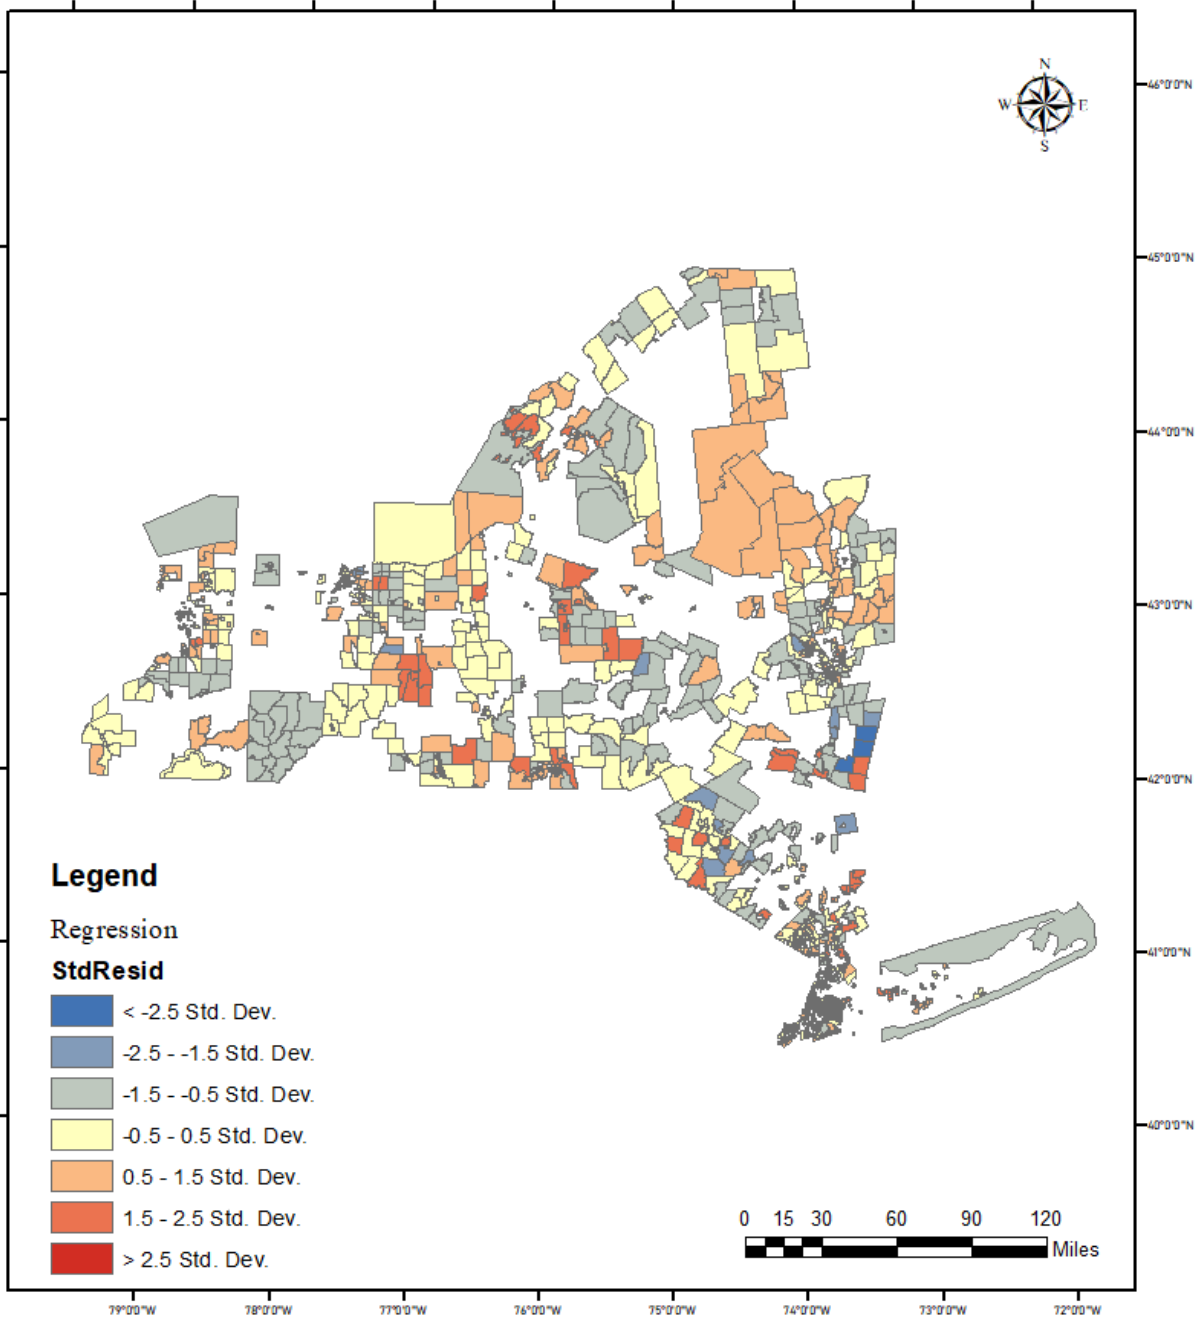 N
W E
S
46°0'0"N
45°0'0"N
44°0'0"N
43°0'0"N
42°0'0"N
41°0'0"N
40°0'0"N
Legend
Regression
StdResid
< -2.5 Std. Dev.
-2.5 - -1.5 Std. Dev.
-1.5 - -0.5 Std. Dev.
-0.5 - 0.5 Std. Dev.
0.5 - 1.5 Std. Dev.
1.5 - 2.5 Std. Dev.
> 2.5 Std. Dev.
0 15 30 60 90 120
Miles
79°0'0"W 78°0'0"W 77°0'0"W 76°0'0"W 75°0'0"W 74°0'0"W 73°0'0"W 72°0'0"W